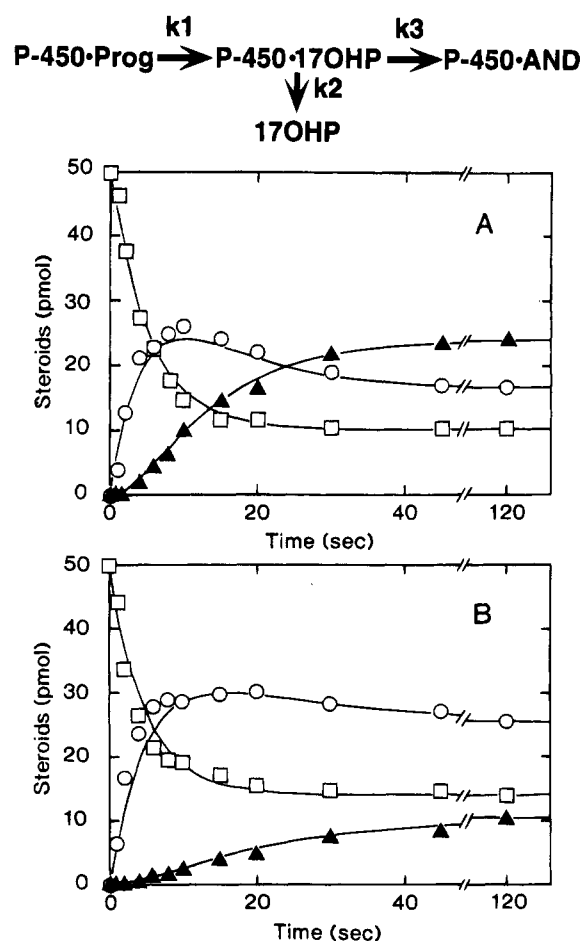 k1 k3
P-450·Prog P-450·17OHP P-450·AND
k2
17OHP
50
40
30
20
10
0
Steroids (pmol)
A
0 20 40 120
Time (sec)
50
40
30
20
10
0
Steroids (pmol)
B
0 20 40 120
Time (sec)